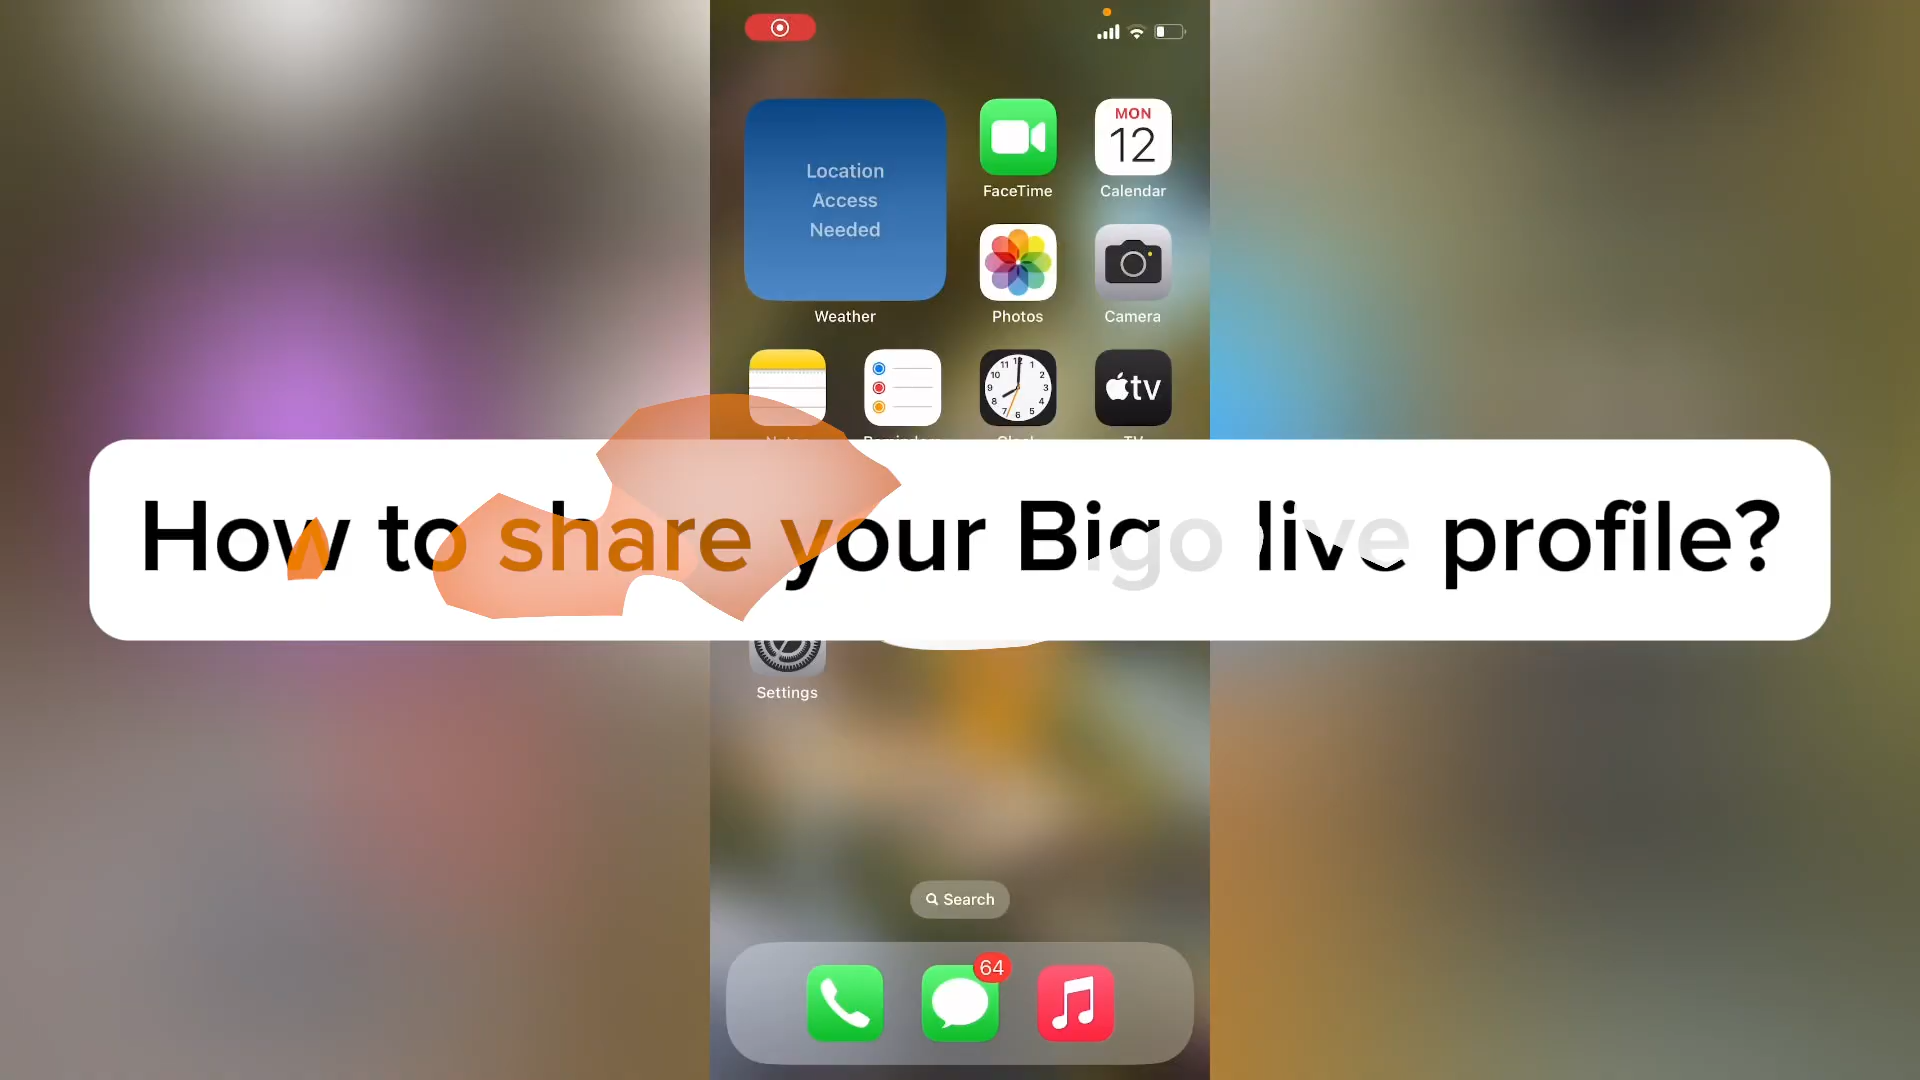 MON
12
Location
Access
Needed
FaceTime
Calendar
Weather
Photos
Camera
tv
How to share your Bigo live profile?
Settings
Search
64